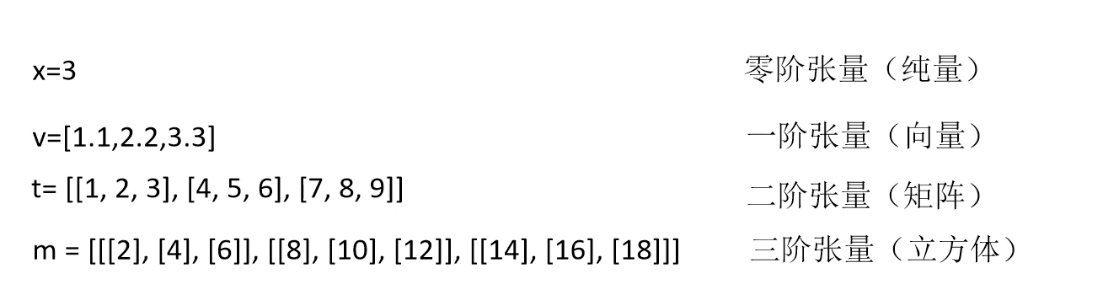 x=3 零阶张量（纯量）
v=[1.1,2.2,3.3] 一阶张量（向量）
t= [[1, 2, 3], [4, 5, 6], [7, 8, 9]] 二阶张量（矩阵）
m = [[[2], [4], [6]], [[8], [10], [12]], [[14], [16], [18]]] 三阶张量（立方体）